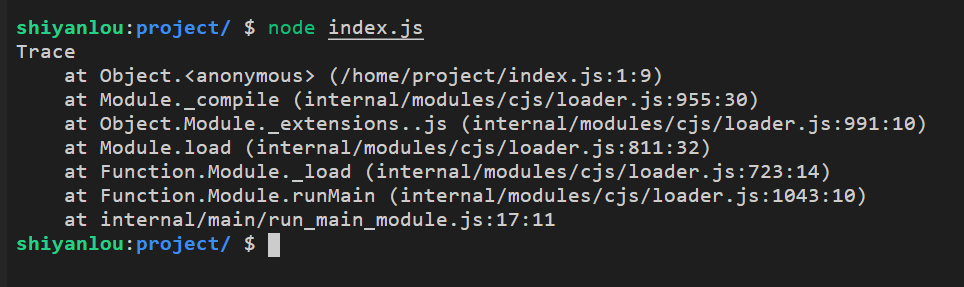 shiyanlou:project/ $ node index.js
Trace
    at Object.<anonymous> (/home/project/index.js:1:9)
    at Module._compile (internal/modules/cjs/loader.js:955:30)
    at Object.Module._extensions..js (internal/modules/cjs/loader.js:991:10)
    at Module.load (internal/modules/cjs/loader.js:811:32)
    at Function.Module._load (internal/modules/cjs/loader.js:723:14)
    at Function.Module.runMain (internal/modules/cjs/loader.js:1043:10)
    at internal/main/run_main_module.js:17:11
shiyanlou:project/ $